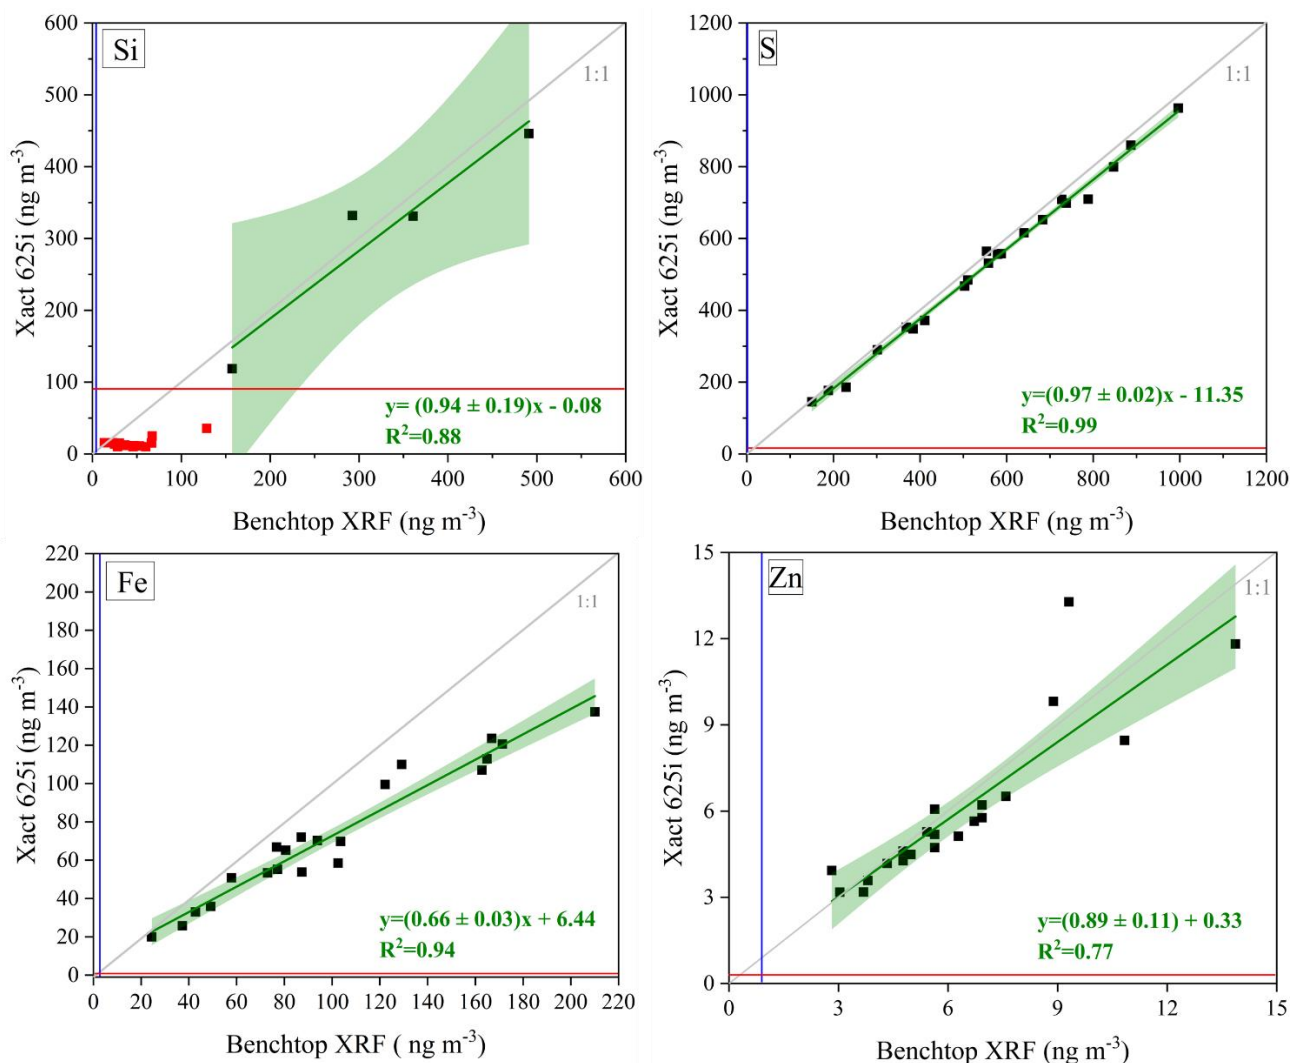 Si
1:1
600
500
400
300
200
100
0
Xact 625i (ng m⁻³)
y= (0.94 ± 0.19)x - 0.08
R²=0.88
0 100 200 300 400 500 600
Benchtop XRF (ng m⁻³)
S
1:1
1200
1000
800
600
400
200
0
Xact 625i (ng m⁻³)
y=(0.97 ± 0.02)x - 11.35
R²=0.99
0 200 400 600 800 1000 1200
Benchtop XRF (ng m⁻³)
Fe
1:1
220
200
180
160
140
120
100
80
60
40
20
0
Xact 625i (ng m⁻³)
y=(0.66 ± 0.03)x + 6.44
R²=0.94
0 20 40 60 80 100 120 140 160 180 200 220
Benchtop XRF ( ng m⁻³)
Zn
1:1
15
12
9
6
3
0
Xact 625i (ng m⁻³)
y=(0.89 ± 0.11) + 0.33
R²=0.77
0 3 6 9 12 15
Benchtop XRF (ng m⁻³)